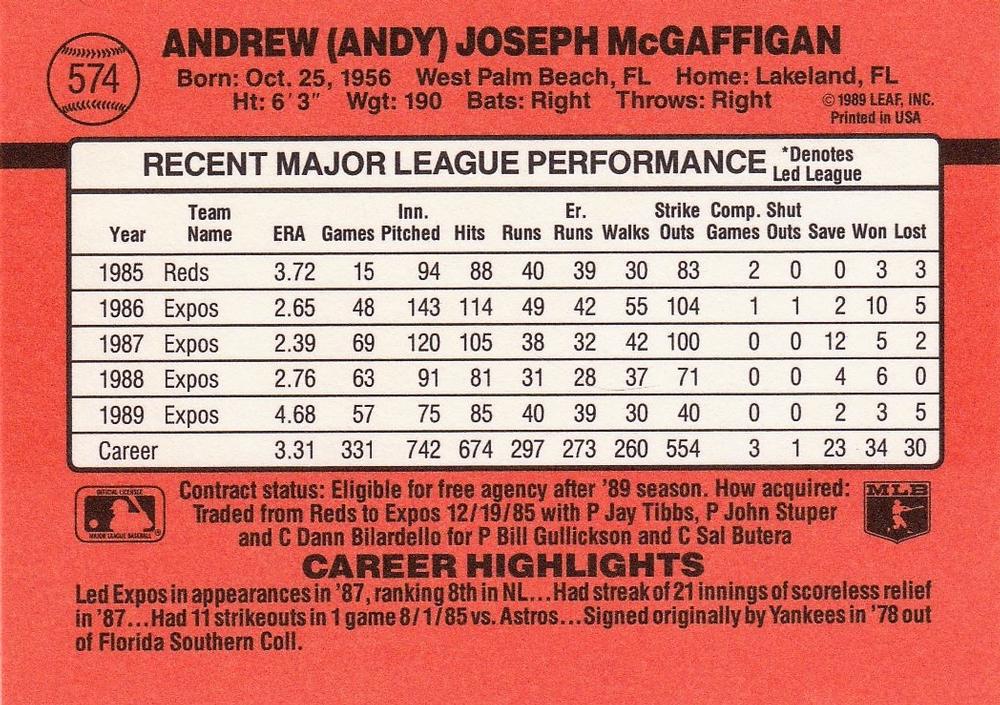 574
ANDREW (ANDY) JOSEPH McGAFFIGAN
Born: Oct. 25, 1956 West Palm Beach, FL Home: Lakeland, FL
Ht: 6'3" Wgt: 190 Bats: Right Throws: Right
©1989 LEAF, INC.
Printed in USA
RECENT MAJOR LEAGUE PERFORMANCE *Denotes Led League
Year Team Name ERA Games Inn. Pitched Hits Runs Er. Runs Walks Strike Outs Comp. Games Shut Outs Save Won Lost
1985 Reds 3.72 15 94 88 40 39 30 83 2 0 0 3 3
1986 Expos 2.65 48 143 114 49 42 55 104 1 1 2 10 5
1987 Expos 2.39 69 120 105 38 32 42 100 0 0 12 5 2
1988 Expos 2.76 63 91 81 31 28 37 71 0 0 4 6 0
1989 Expos 4.68 57 75 85 40 39 30 40 0 0 2 3 5
Career 3.31 331 742 674 297 273 260 554 3 1 23 34 30
OFFICIAL LICENSEE
MAJOR LEAGUE BASEBALL
Contract status: Eligible for free agency after '89 season. How acquired:
Traded from Reds to Expos 12/19/85 with P Jay Tibbs, P John Stuper
and C Dann Bilardello for P Bill Gullickson and C Sal Butera
MLB
CAREER HIGHLIGHTS
Led Expos in appearances in '87, ranking 8th in NL...Had streak of 21 innings of scoreless relief
in '87...Had 11 strikeouts in 1 game 8/1/85 vs. Astros...Signed originally by Yankees in '78 out
of Florida Southern Coll.